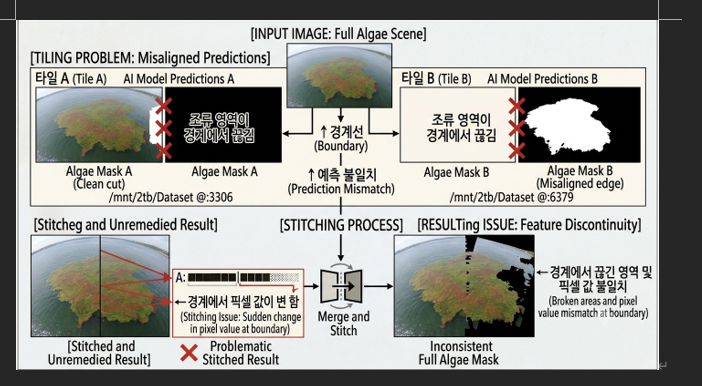 [INPUT IMAGE: Full Algae Scene]
[TILING PROBLEM: Misaligned Predictions]
타일 A (Tile A) AI Model Predictions A
타일 B (Tile B) AI Model Predictions B
조류 영역이
경계에서 끊김
조류 영역이
경계에서 끊김
↑ 경계선
(Boundary)
↑ 예측 불일치
(Prediction Mismatch)
Algae Mask A
(Clean cut)
Algae Mask A
Algae Mask B
Algae Mask B
(Misaligned edge)
/mnt/2tb/Dataset @:3306
/mnt/2tb/Dataset @:6379
[Stitcheg and Unremedied Result]
[STITCHING PROCESS]
[RESULTing ISSUE: Feature Discontinuity]
A:
←경계에서 픽셀 값이 변 함
(Stitching Issue: Sudden change
in pixel value at boundary)
Merge and
Stitch
←경계에서 끊긴 영역 및
픽셀 값 불일치
(Broken areas and pixel
value mismatch at boundary)
[Stitched and
Unremedied Result]
Problematic
Stitched Result
Inconsistent
Full Algae Mask